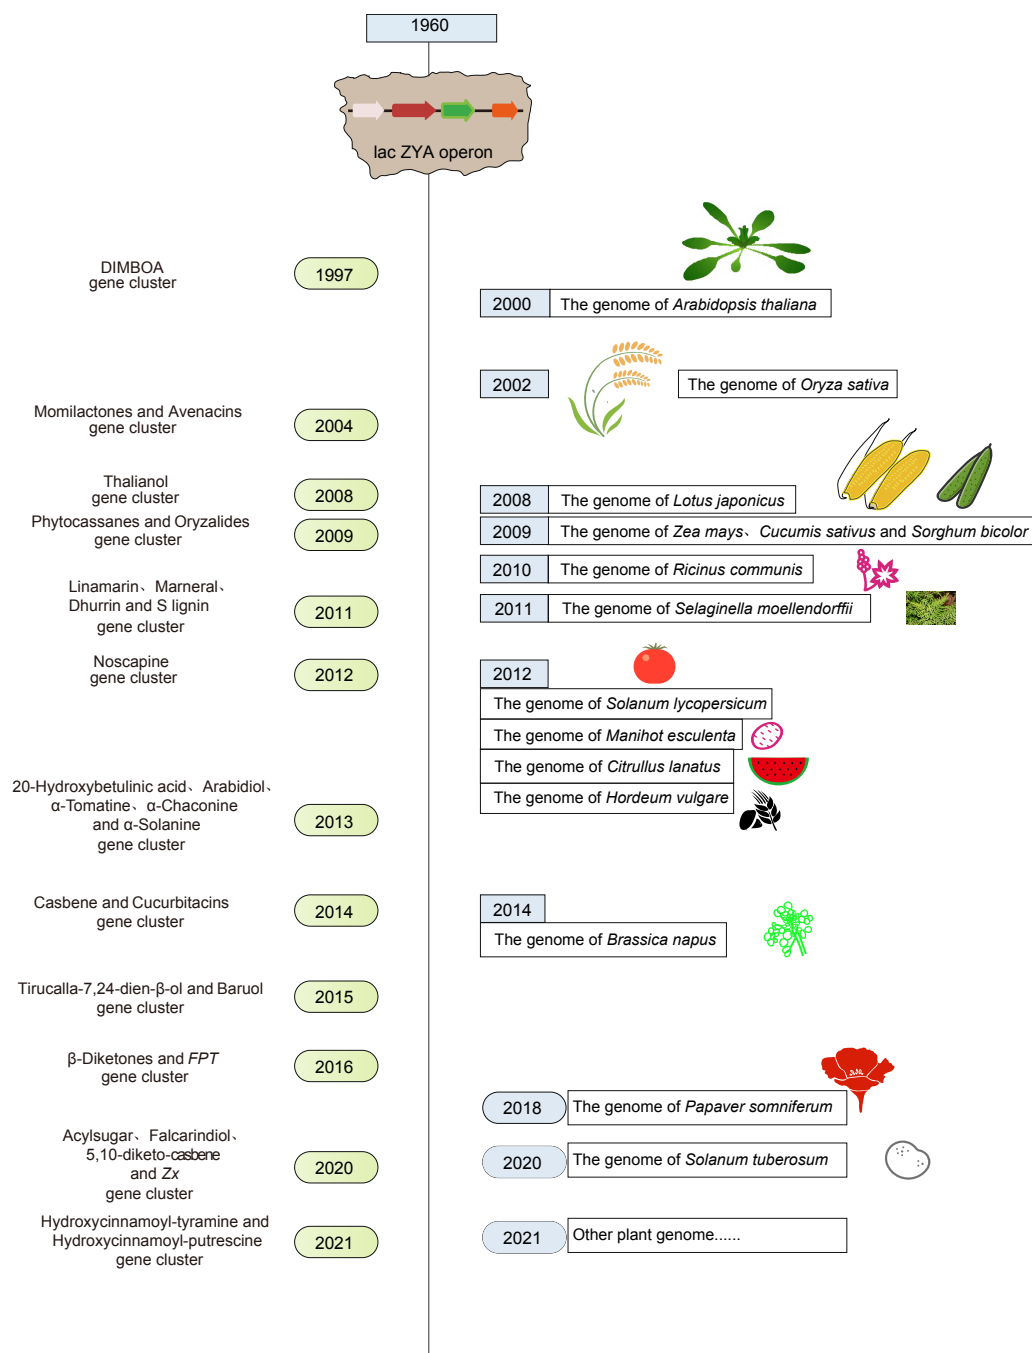 1960
lac ZYA operon
DIMBOA
gene cluster
1997
2000
The genome of Arabidopsis thaliana
2002
The genome of Oryza sativa
Momilactones and Avenacins
gene cluster
2004
Thalianol
gene cluster
2008
2008
The genome of Lotus japonicus
Phytocassanes and Oryzalides
gene cluster
2009
2009
The genome of Zea mays、Cucumis sativus and Sorghum bicolor
2010
The genome of Ricinus communis
Linamarin、Marneral、
Dhurrin and S lignin
gene cluster
2011
2011
The genome of Selaginella moellendorffii
Noscapine
gene cluster
2012
2012
The genome of Solanum lycopersicum
The genome of Manihot esculenta
The genome of Citrullus lanatus
The genome of Hordeum vulgare
20-Hydroxybetulinic acid、Arabidiol、
α-Tomatine、α-Chaconine
and α-Solanine
gene cluster
2013
Casbene and Cucurbitacins
gene cluster
2014
2014
The genome of Brassica napus
Tirucalla-7,24-dien-β-ol and Baruol
gene cluster
2015
β-Diketones and FPT
gene cluster
2016
2018
The genome of Papaver somniferum
Acylsugar、Falcarindiol、
5,10-diketo-casbene
and Zx
gene cluster
2020
2020
The genome of Solanum tuberosum
Hydroxycinnamoyl-tyramine and
Hydroxycinnamoyl-putrescine
gene cluster
2021
2021
Other plant genome......